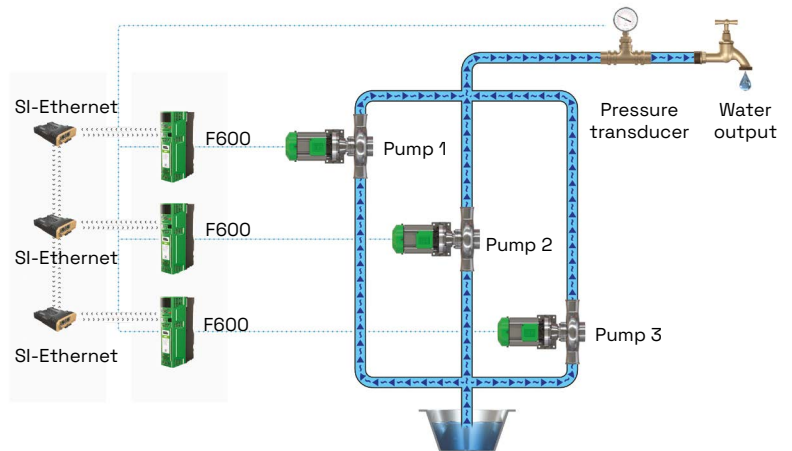 SI-Ethernet
F600
Pump 1
Pressure
transducer
Water
output
SI-Ethernet
F600
Pump 2
SI-Ethernet
F600
Pump 3